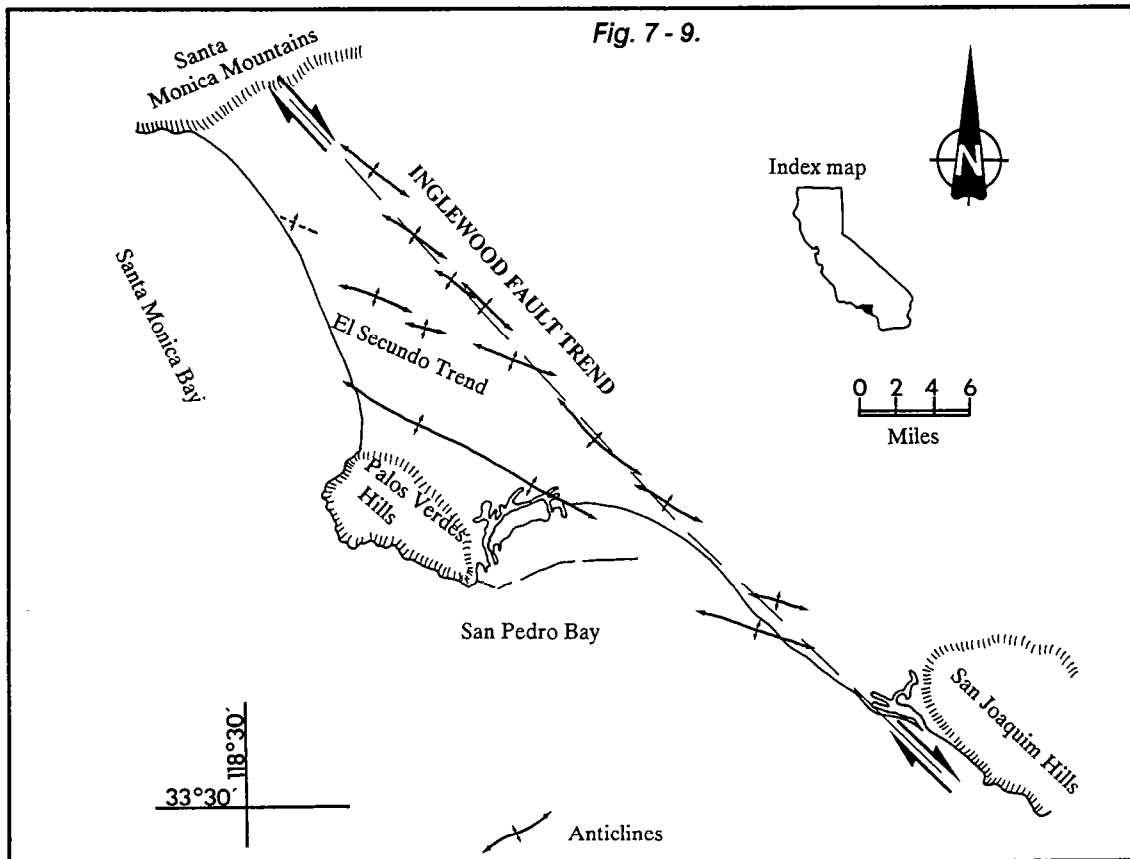 Fig. 7 - 9.
Santa
Monica Mountains
N
Index map
INGLEWOOD FAULT TREND
Santa Monica Bay
El Secundo Trend
0 2 4 6
Miles
Palos Verdes
Hills
San Pedro Bay
San Joaquim Hills
118°30´
33°30´
Anticlines